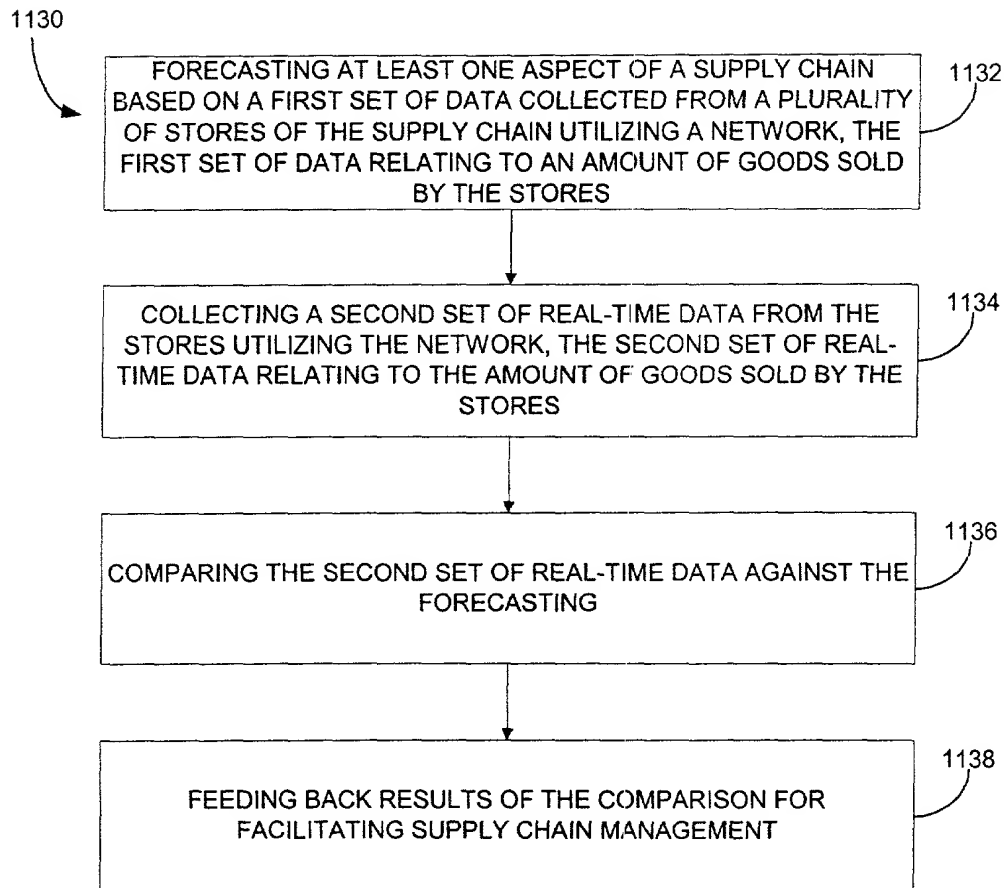 1130
FORECASTING AT LEAST ONE ASPECT OF A SUPPLY CHAIN
BASED ON A FIRST SET OF DATA COLLECTED FROM A PLURALITY
OF STORES OF THE SUPPLY CHAIN UTILIZING A NETWORK, THE
FIRST SET OF DATA RELATING TO AN AMOUNT OF GOODS SOLD
BY THE STORES
1132
COLLECTING A SECOND SET OF REAL-TIME DATA FROM THE
STORES UTILIZING THE NETWORK, THE SECOND SET OF REAL-
TIME DATA RELATING TO THE AMOUNT OF GOODS SOLD BY THE
STORES
1134
COMPARING THE SECOND SET OF REAL-TIME DATA AGAINST THE
FORECASTING
1136
FEEDING BACK RESULTS OF THE COMPARISON FOR
FACILITATING SUPPLY CHAIN MANAGEMENT
1138